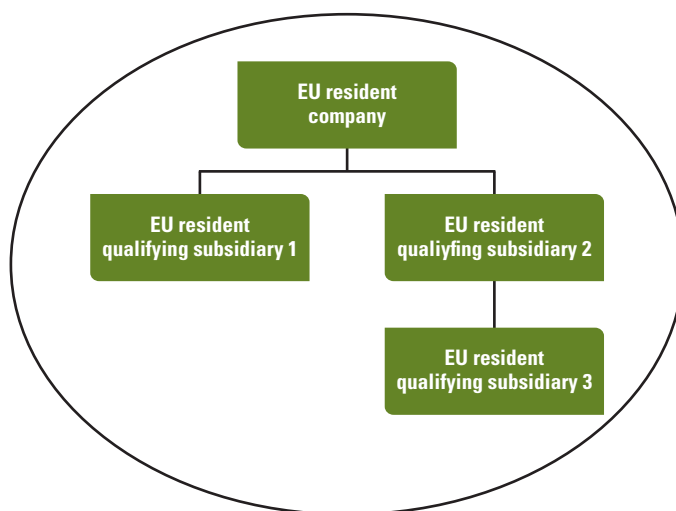 EU resident
company
EU resident
qualifying subsidiary 1
EU resident
qualiyfing subsidiary 2
EU resident
qualifying subsidiary 3